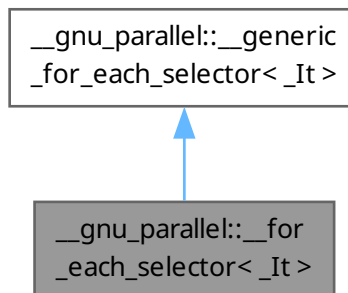 __gnu_parallel::__generic
_for_each_selector< _It >
__gnu_parallel::__for
_each_selector< _It >